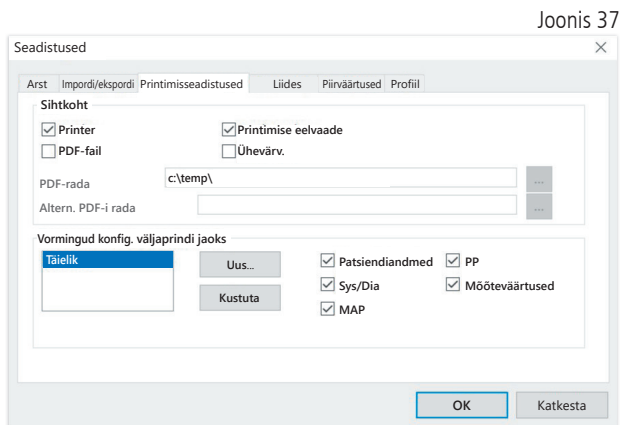 Joonis 37
Seadistused
Arst Impordi/ekspordi Printimisseadistused Liides Piirväärtused Profiil
Sihtkoht
Printer Printimise eelvaade
PDF-fail Ühevärv.
PDF-rada c:\temp\ ...
Altern. PDF-i rada ...
Vormingud konfig. väljaprindi jaoks
Täielik Uus... Patsiendiandmed PP
Sys/Dia Mõõteväärtused
Kustuta MAP
OK Katkesta